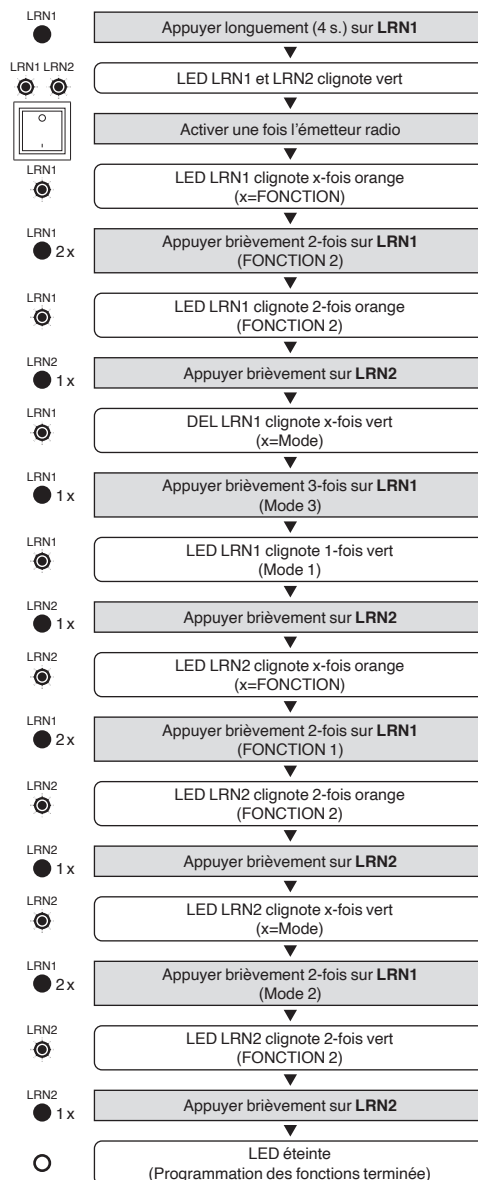 LRN1
Appuyer longuement (4 s.) sur LRN1
LRN1 LRN2
LED LRN1 et LRN2 clignote vert
Activer une fois l'émetteur radio
LRN1
LED LRN1 clignote x-fois orange
(x=FONCTION)
LRN1
2 x
Appuyer brièvement 2-fois sur LRN1
(FONCTION 2)
LRN1
LED LRN1 clignote 2-fois orange
(FONCTION 2)
LRN2
1 x
Appuyer brièvement sur LRN2
LRN1
DEL LRN1 clignote x-fois vert
(x=Mode)
LRN1
1 x
Appuyer brièvement 3-fois sur LRN1
(Mode 3)
LRN1
LED LRN1 clignote 1-fois vert
(Mode 1)
LRN2
1 x
Appuyer brièvement sur LRN2
LRN2
LED LRN2 clignote x-fois orange
(x=FONCTION)
LRN1
2 x
Appuyer brièvement 2-fois sur LRN1
(FONCTION 1)
LRN2
LED LRN2 clignote 2-fois orange
(FONCTION 2)
LRN2
1 x
Appuyer brièvement sur LRN2
LRN2
LED LRN2 clignote x-fois vert
(x=Mode)
LRN1
2 x
Appuyer brièvement 2-fois sur LRN1
(Mode 2)
LRN2
LED LRN2 clignote 2-fois vert
(FONCTION 2)
LRN2
1 x
Appuyer brièvement sur LRN2
LED éteinte
(Programmation des fonctions terminée)